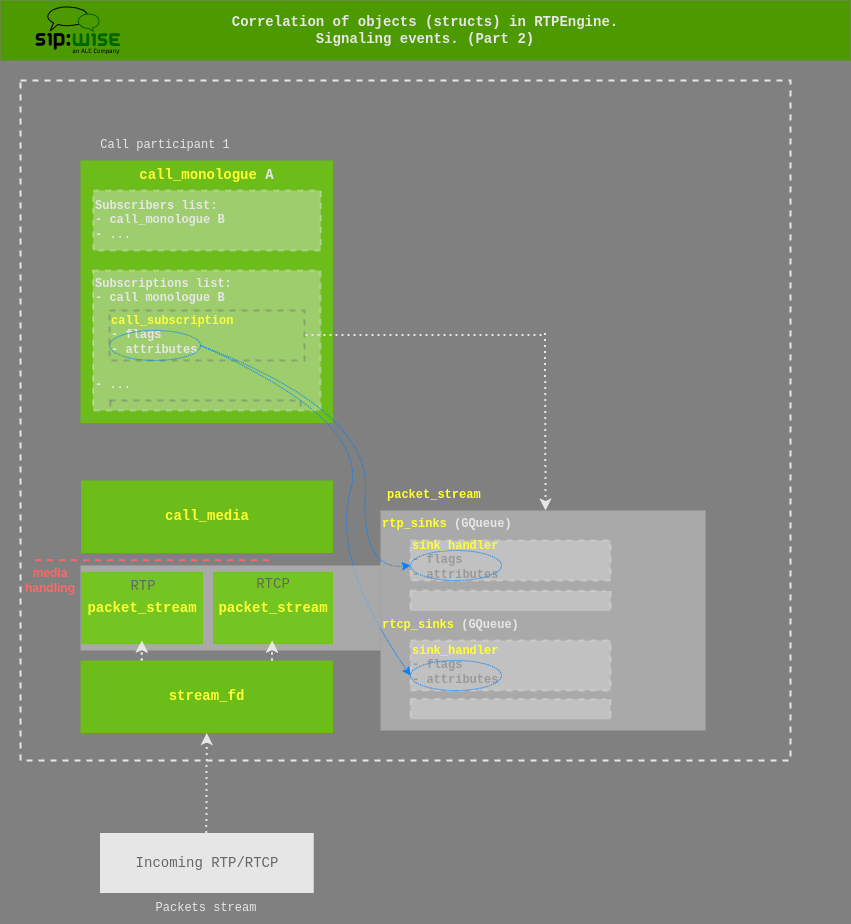 sip:wise
an ALE Company
Correlation of objects (structs) in RTPEngine.
Signaling events. (Part 2)
Call participant 1
call_monologue A
Subscribers list:
- call_monologue B
- ...
Subscriptions list:
- call monologue B
call_subscription
- flags
- attributes
- ...
call_media
media
handling
RTP
packet_stream
RTCP
packet_stream
stream_fd
packet_stream
rtp_sinks (GQueue)
sink_handler
- flags
- attributes
rtcp_sinks (GQueue)
sink_handler
- flags
- attributes
Incoming RTP/RTCP
Packets stream